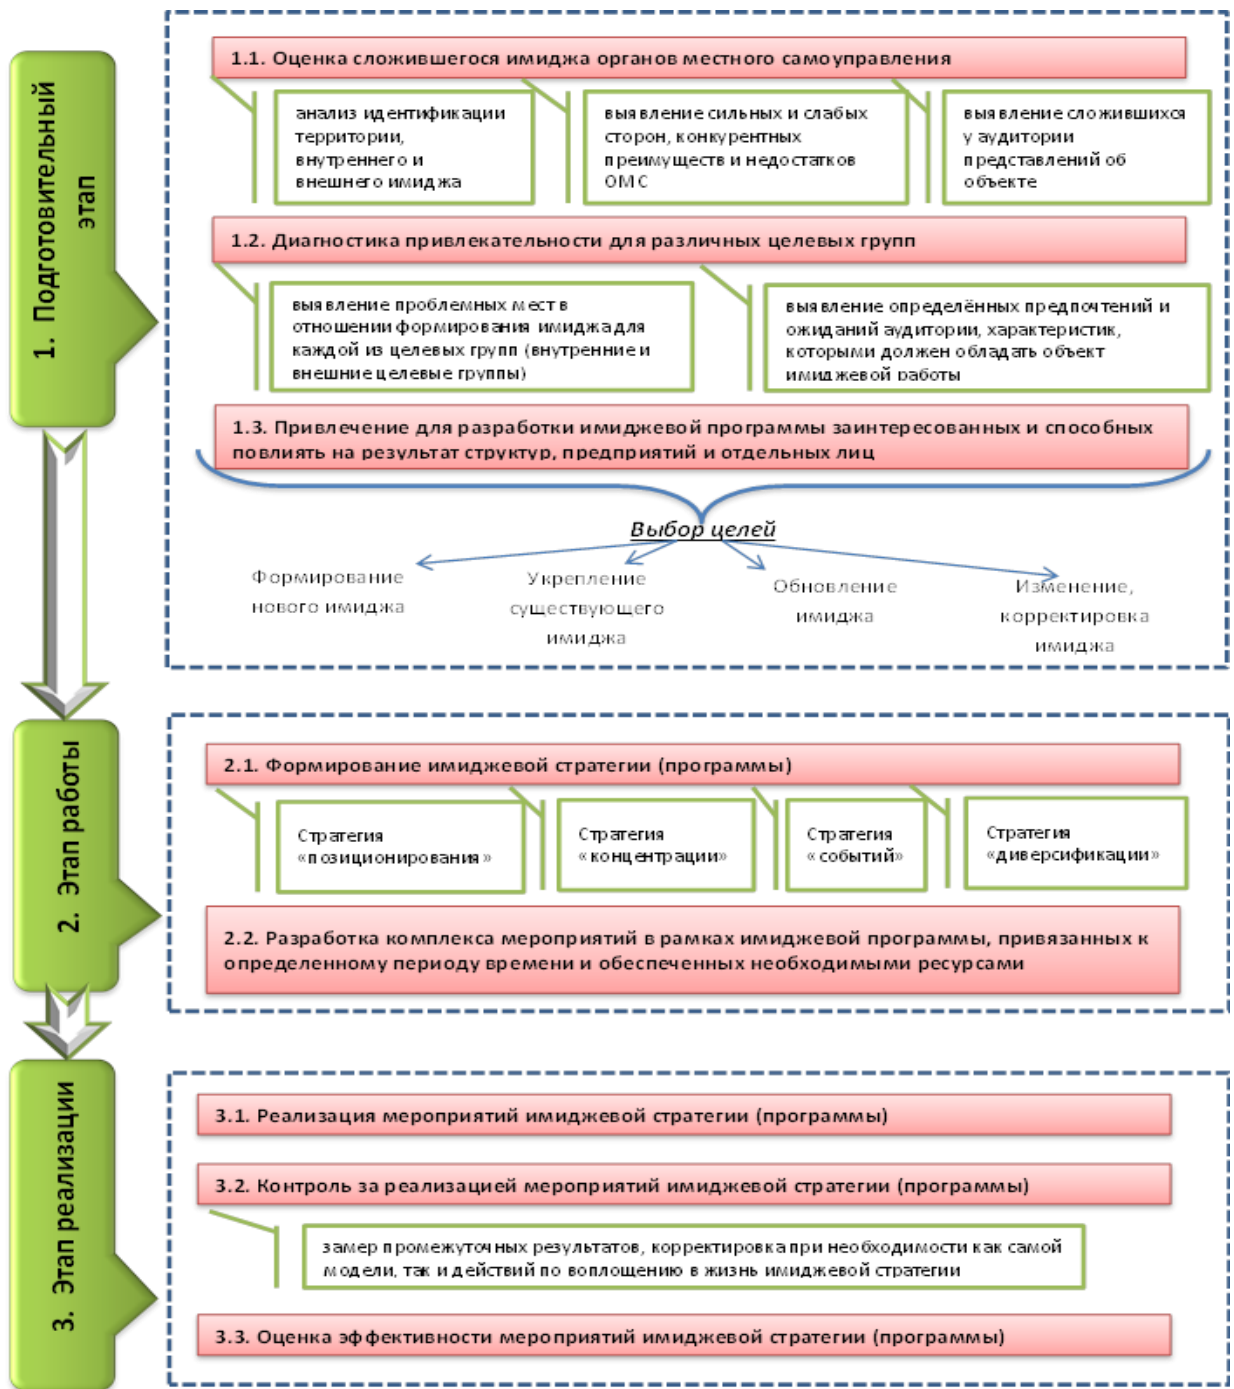 1. Подготовительный
этап
1.1. Оценка сложившегося имиджа органов местного самоуправления
анализ идентификации
территории,
внутреннего и
внешнего имиджа
выявление сильных и слабых
сторон, конкурентных
преимуществ и недостатков
ОМС
выявление сложившихся
у аудитории
представлений об
объекте
1.2. Диагностика привлекательности для различных целевых групп
выявление проблемных мест в
отношении формирования имиджа для
каждой из целевых групп (внутренние и
внешние целевые группы)
выявление определённых предпочтений и
ожиданий аудитории, характеристик,
которыми должен обладать объект
имиджевой работы
1.3. Привлечение для разработки имиджевой программы заинтересованных и способных
повлиять на результат структур, предприятий и отдельных лиц
Выбор целей
Формирование
нового имиджа
Укрепление
существующего
имиджа
Обновление
имиджа
Изменение,
корректировка
имиджа
2. Этап работы
2.1. Формирование имиджевой стратегии (программы)
Стратегия
«позиционирования»
Стратегия
«концентрации»
Стратегия
«событий»
Стратегия
«диверсификации»
2.2. Разработка комплекса мероприятий в рамках имиджевой программы, привязанных к
определенному периоду времени и обеспеченных необходимыми ресурсами
3. Этап реализации
3.1. Реализация мероприятий имиджевой стратегии (программы)
3.2. Контроль за реализацией мероприятий имиджевой стратегии (программы)
замер промежуточных результатов, корректировка при необходимости как самой
модели, так и действий по воплощению в жизнь имиджевой стратегии
3.3. Оценка эффективности мероприятий имиджевой стратегии (программы)